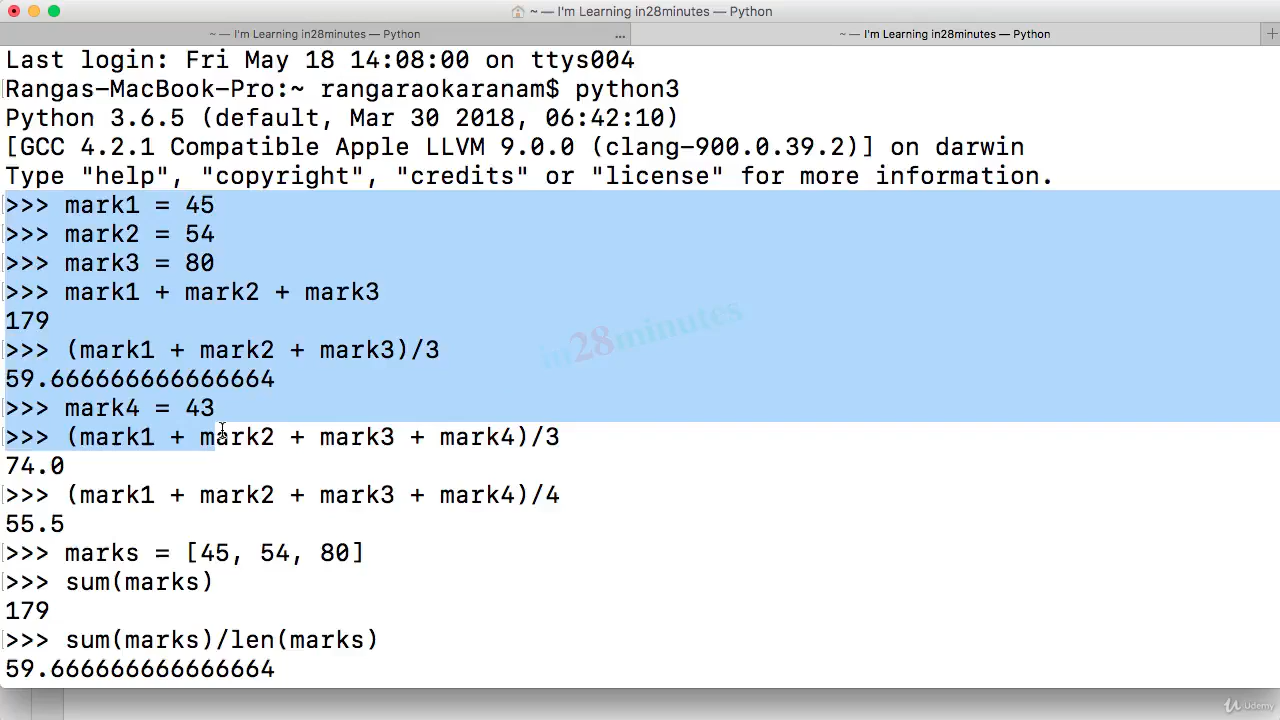 ~ — I'm Learning in28minutes — Python
~ — I'm Learning in28minutes — Python
...
~ — I'm Learning in28minutes — Python
+
Last login: Fri May 18 14:08:00 on ttys004
Rangas-MacBook-Pro:~ rangaraokaranam$ python3
Python 3.6.5 (default, Mar 30 2018, 06:42:10)
[GCC 4.2.1 Compatible Apple LLVM 9.0.0 (clang-900.0.39.2)] on darwin
Type "help", "copyright", "credits" or "license" for more information.
>>> mark1 = 45
>>> mark2 = 54
>>> mark3 = 80
>>> mark1 + mark2 + mark3
179
>>> (mark1 + mark2 + mark3)/3
59.666666666666664
>>> mark4 = 43
>>> (mark1 + mark2 + mark3 + mark4)/3
74.0
>>> (mark1 + mark2 + mark3 + mark4)/4
55.5
>>> marks = [45, 54, 80]
>>> sum(marks)
179
>>> sum(marks)/len(marks)
59.666666666666664
in28minutes
Udemy